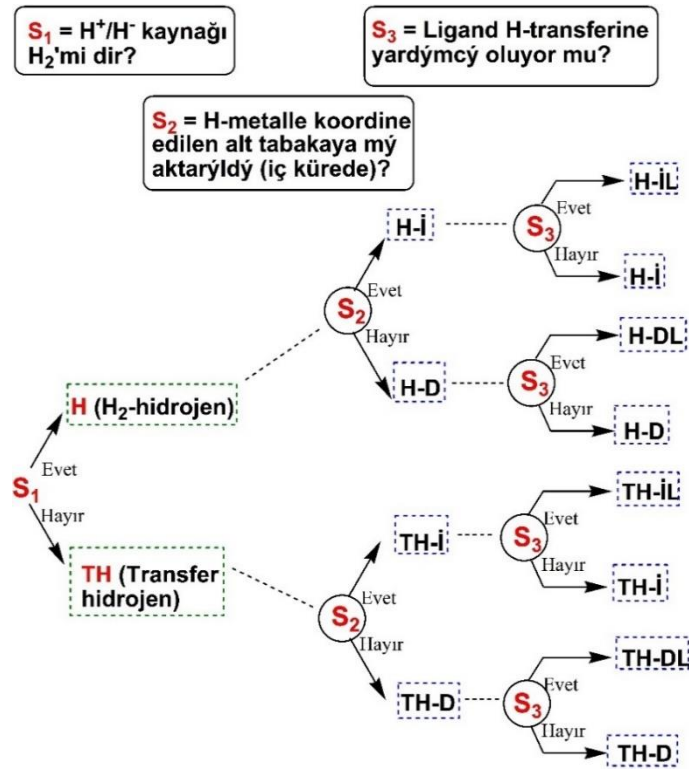 S₁ = H⁺/H⁻ kaynağı
H₂'mi dir?
S₃ = Ligand H-transferine
yardýmcý oluyor mu?
S₂ = H-metalle koordine
edilen alt tabakaya mý
aktarýldý (iç kürede)?
H-İL
Evet
S₃
H-İ
Hayır
H-İ
Evet
S₂
Hayır
H-DL
Evet
H-D
S₃
Hayır
H-D
H (H₂-hidrojen)
Evet
S₁
Hayır
TH (Transfer
hidrojen)
TH-İL
Evet
TH-İ
S₃
Hayır
TH-İ
Evet
S₂
Hayır
TH-DL
Evet
TH-D
S₃
Hayır
TH-D